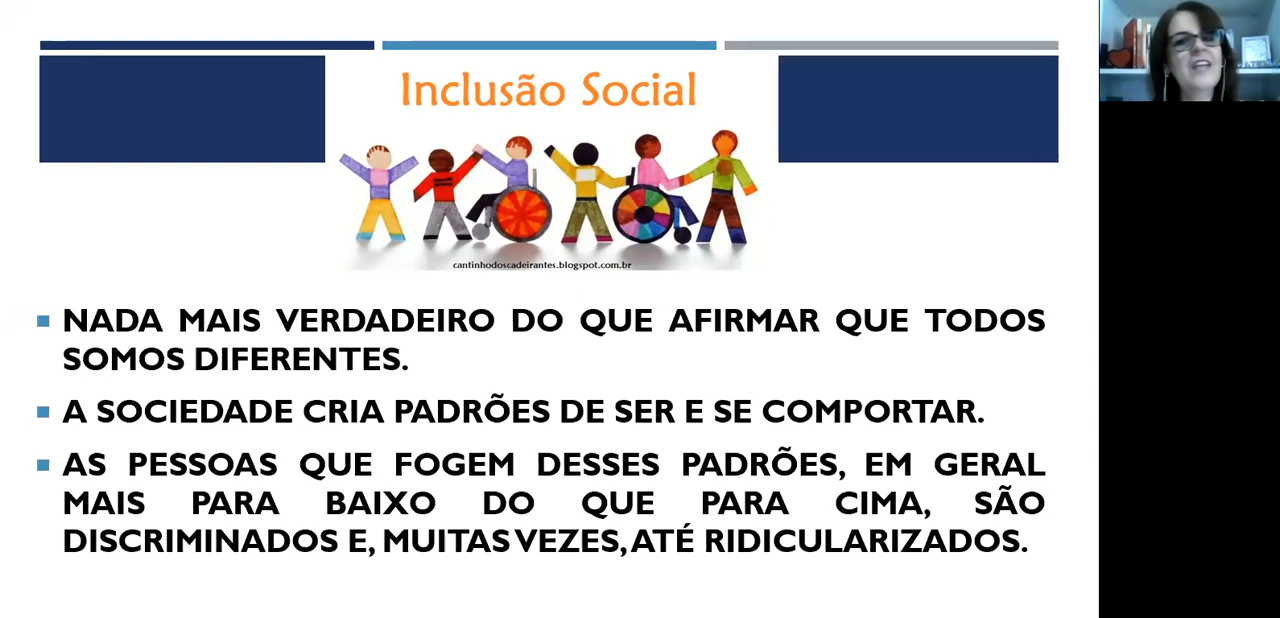 Inclusão Social
cantinhodoscadeirantes.blogspot.com.br
NADA MAIS VERDADEIRO DO QUE AFIRMAR QUE TODOS
SOMOS DIFERENTES.
A SOCIEDADE CRIA PADRÕES DE SER E SE COMPORTAR.
AS PESSOAS QUE FOGEM DESSES PADRÕES, EM GERAL
MAIS PARA BAIXO DO QUE PARA CIMA, SÃO
DISCRIMINADOS E, MUITAS VEZES, ATÉ RIDICULARIZADOS.